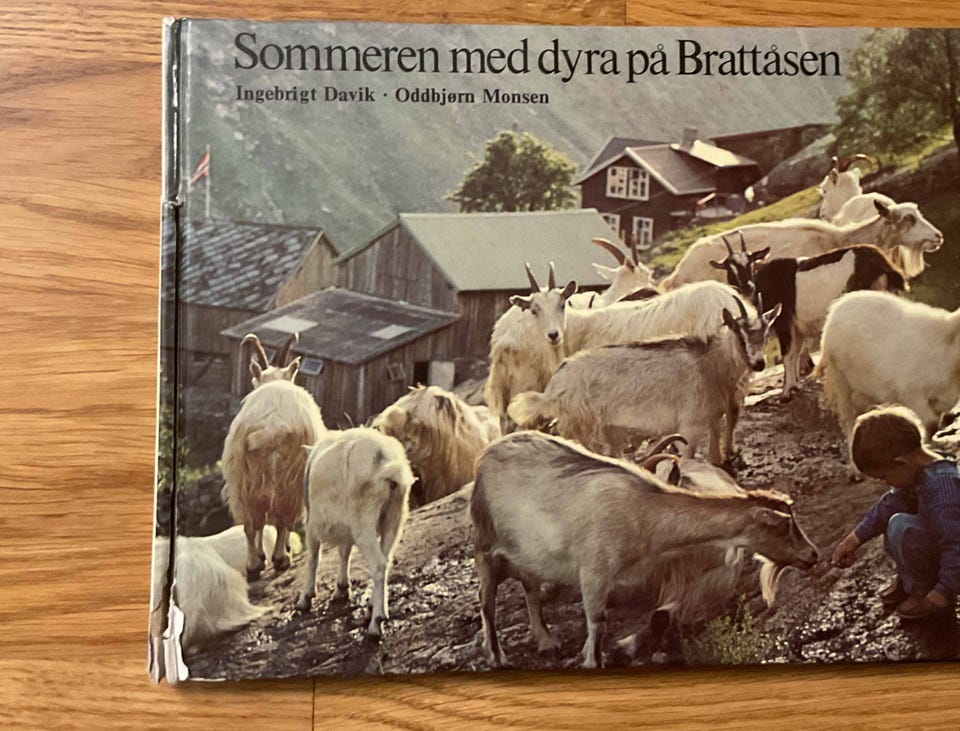 Sommeren med dyra på Brattåsen
Ingebrigt Davik · Oddbjørn Monsen